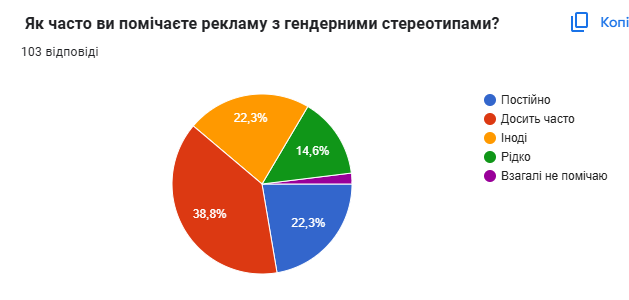 Як часто ви помічаєте рекламу з гендерними стереотипами?
Копі
103 відповіді
Постійно
Досить часто
Іноді
Рідко
Взагалі не помічаю
22,3%
14,6%
38,8%
22,3%